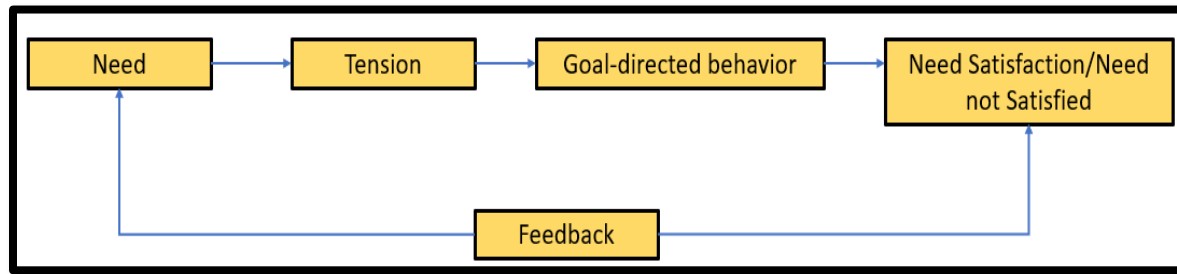 Need
Tension
Goal-directed behavior
Need Satisfaction/Need
not Satisfied
Feedback